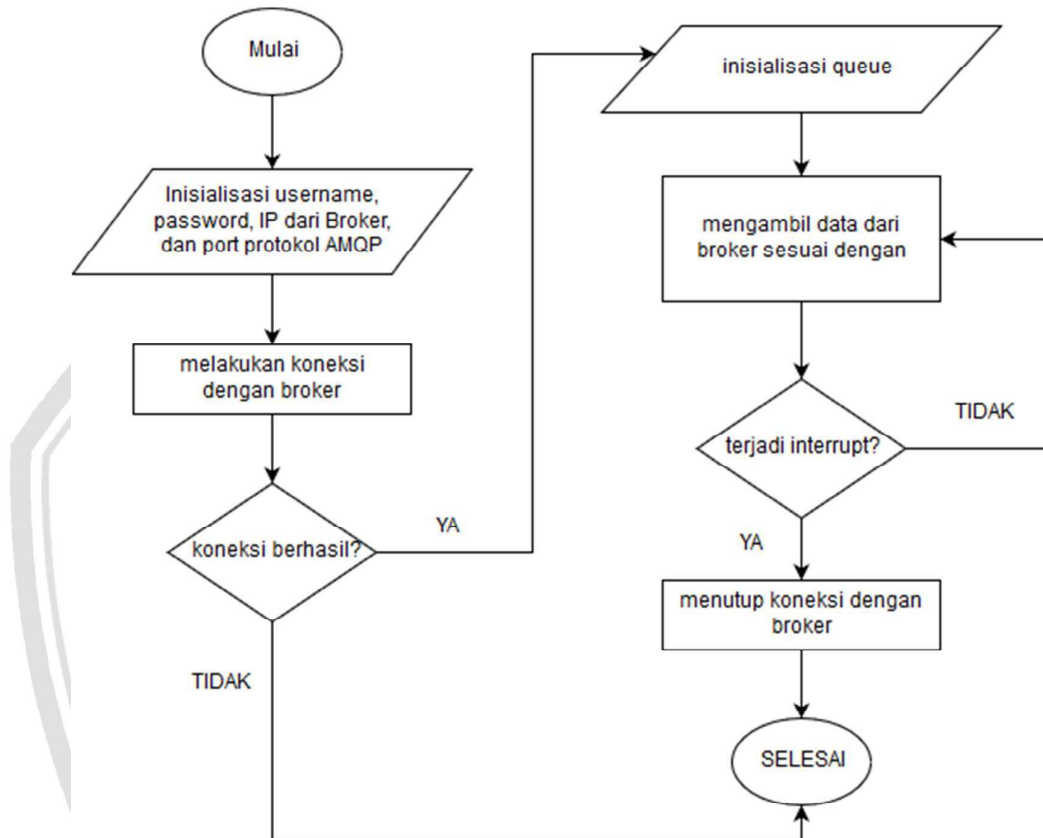 Mulai
Inisialisasi username,
password, IP dari Broker,
dan port protokol AMQP
melakukan koneksi
dengan broker
koneksi berhasil?
YA
TIDAK
inisialisasi queue
mengambil data dari
broker sesuai dengan
terjadi interrupt?
TIDAK
YA
menutup koneksi dengan
broker
SELESAI